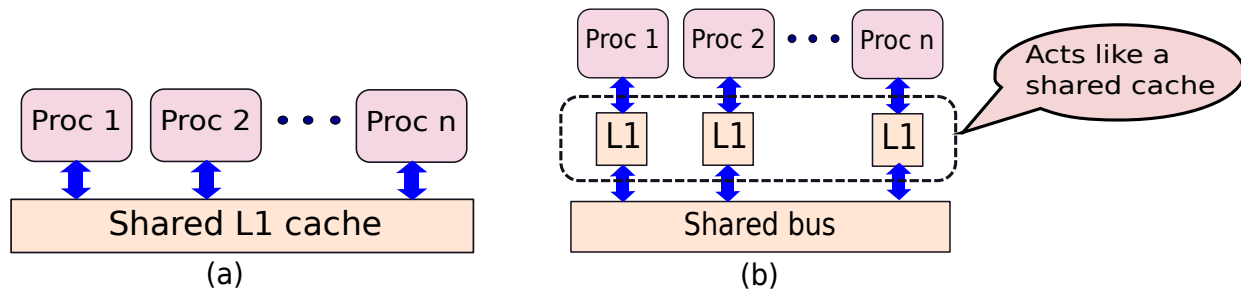 Proc 1
Proc 2
Proc n
Shared L1 cache
(a)
Proc 1
Proc 2
Proc n
Acts like a
shared cache
L1
L1
L1
Shared bus
(b)